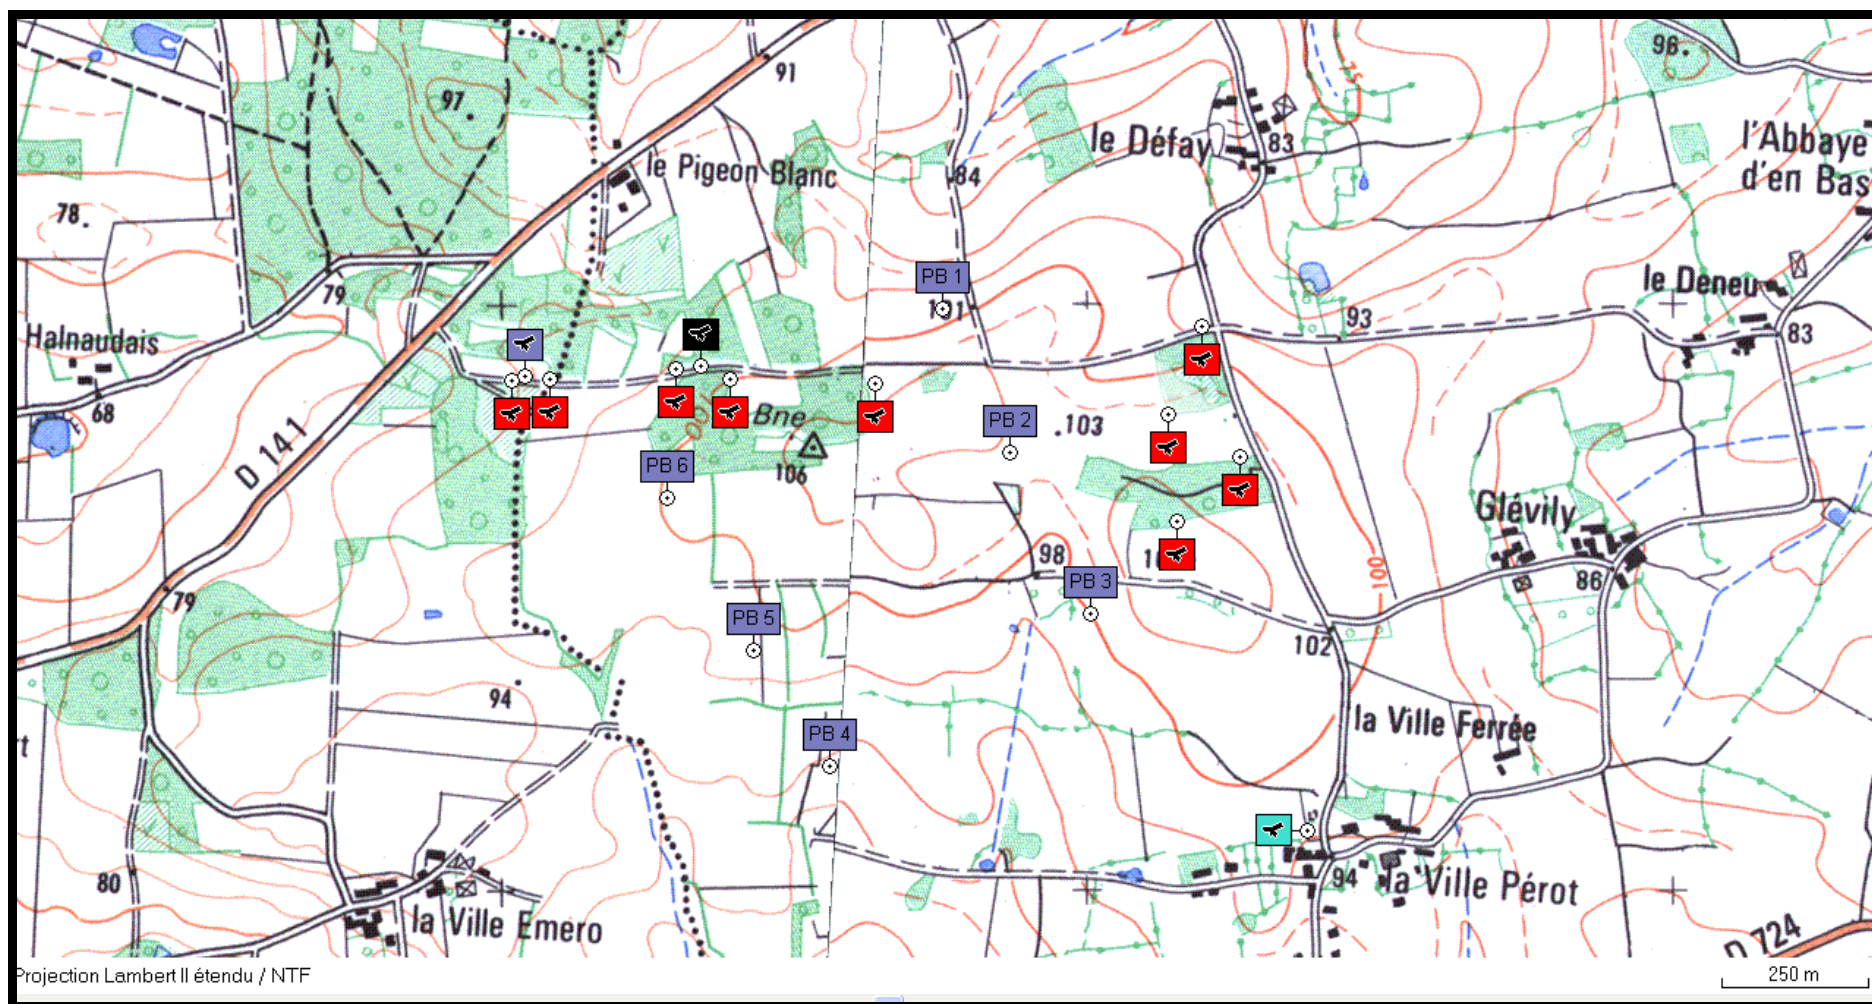 96.
91
97.
le Pigeon Blanc
le Défay
83
75
l'Abbaye
d'en Bas
84
78.
79
PB 1
101
93
le Deneu
83
Halnaudais
68
D 141
Bne
106
PB 2
.103
PB 6
Glévily
98
86
100
PB 3
79
PB 5
102
94
la Ville Ferrée
PB 4
80
la Ville Emero
94
la Ville Pérot
D 724
Projection Lambert II étendu / NTF
250 m